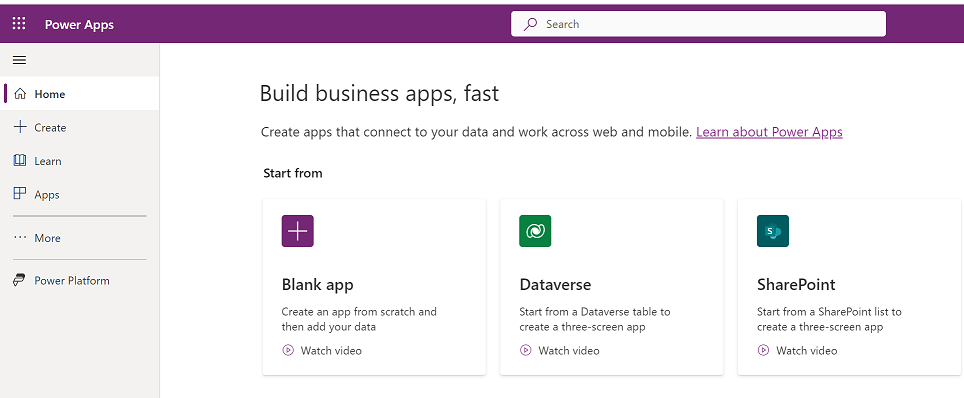 Power Apps
Search
Home
Create
Learn
Apps
More
Power Platform
Build business apps, fast
Create apps that connect to your data and work across web and mobile. Learn about Power Apps
Start from
Blank app
Create an app from scratch and
then add your data
Watch video
Dataverse
Start from a Dataverse table to
create a three-screen app
Watch video
S
SharePoint
Start from a SharePoint list to
create a three-screen app
Watch video